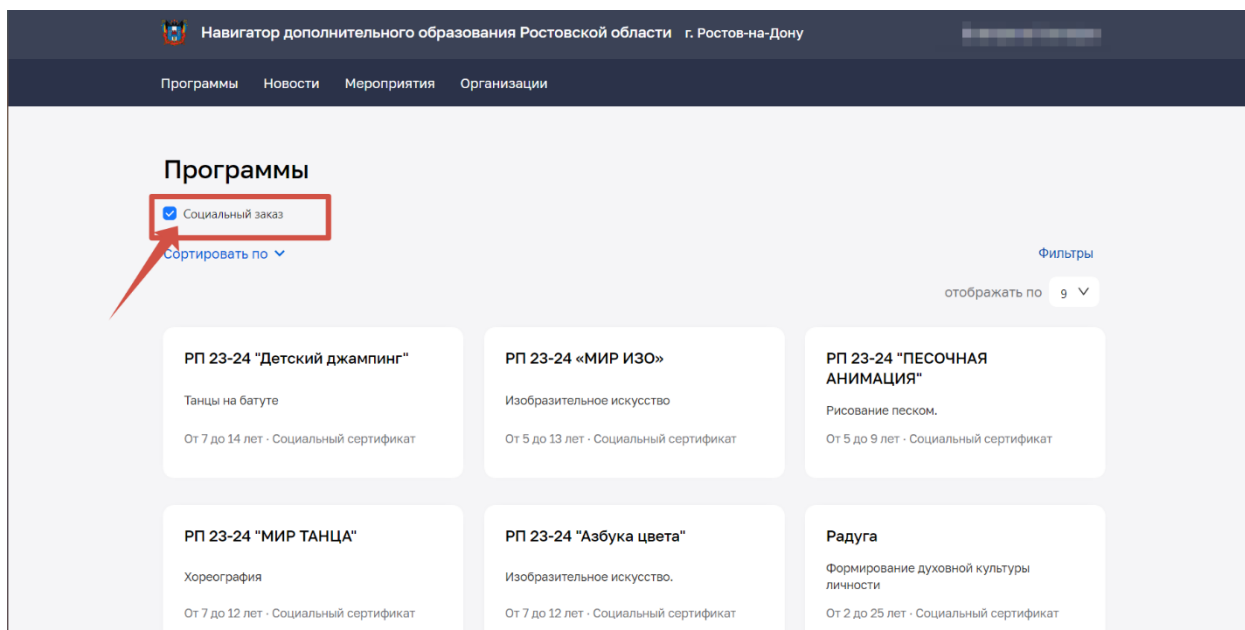 Навигатор дополнительного образования Ростовской области г. Ростов-на-Дону
Программы Новости Мероприятия Организации
Программы
Социальный заказ
Сортировать по
Фильтры
отображать по 9
РП 23-24 "Детский джампинг"
Танцы на батуте
От 7 до 14 лет · Социальный сертификат
РП 23-24 «МИР ИЗО»
Изобразительное искусство
От 5 до 13 лет · Социальный сертификат
РП 23-24 "ПЕСОЧНАЯ
АНИМАЦИЯ"
Рисование песком.
От 5 до 9 лет · Социальный сертификат
РП 23-24 "МИР ТАНЦА"
Хореография
От 7 до 12 лет · Социальный сертификат
РП 23-24 "Азбука цвета"
Изобразительное искусство.
От 7 до 12 лет · Социальный сертификат
Радуга
Формирование духовной культуры
личности
От 2 до 25 лет · Социальный сертификат